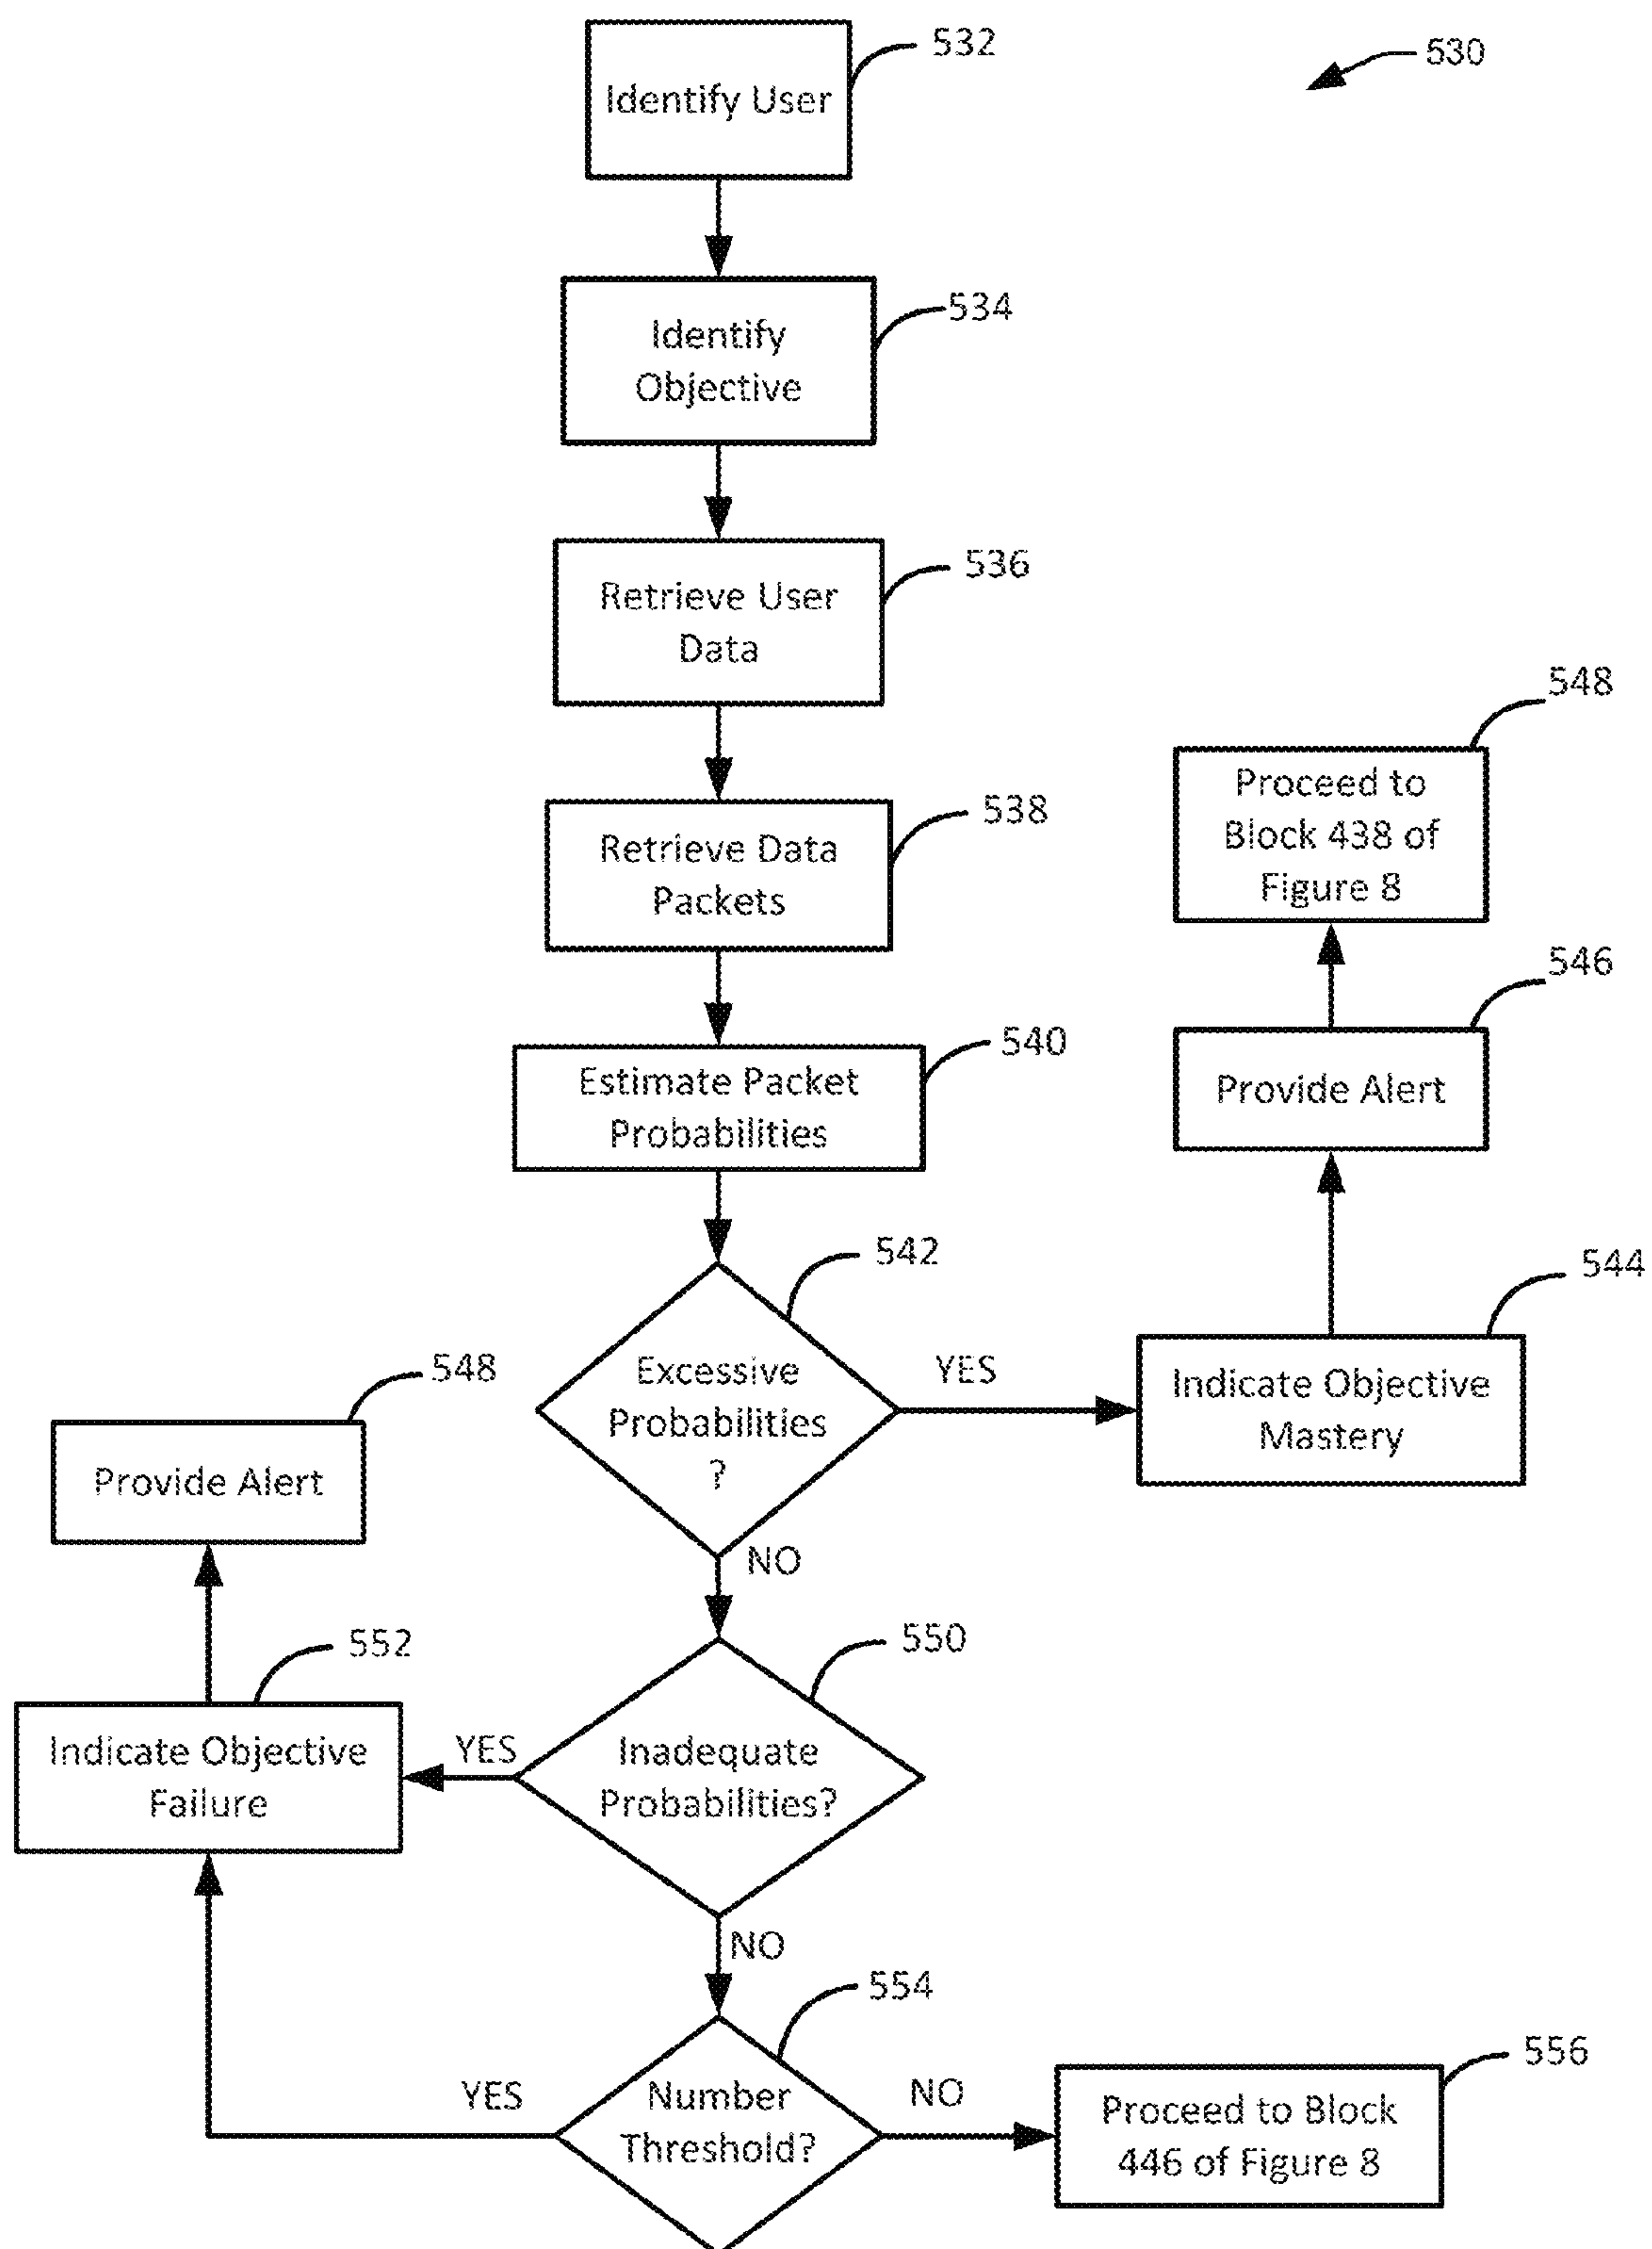 532
530
Identify User
534
Identify
Objective
536
Retrieve User
Data
548
Proceed to
Block 438 of
Figure 8
538
Retrieve Data
Packets
546
Provide Alert
540
Estimate Packet
Probabilities
542
544
Excessive
Probabilities
?
YES
Indicate Objective
Mastery
548
Provide Alert
NO
550
552
Indicate Objective
Failure
YES
Inadequate
Probabilities?
NO
554
556
YES
Number
Threshold?
NO
Proceed to Block
446 of Figure 8